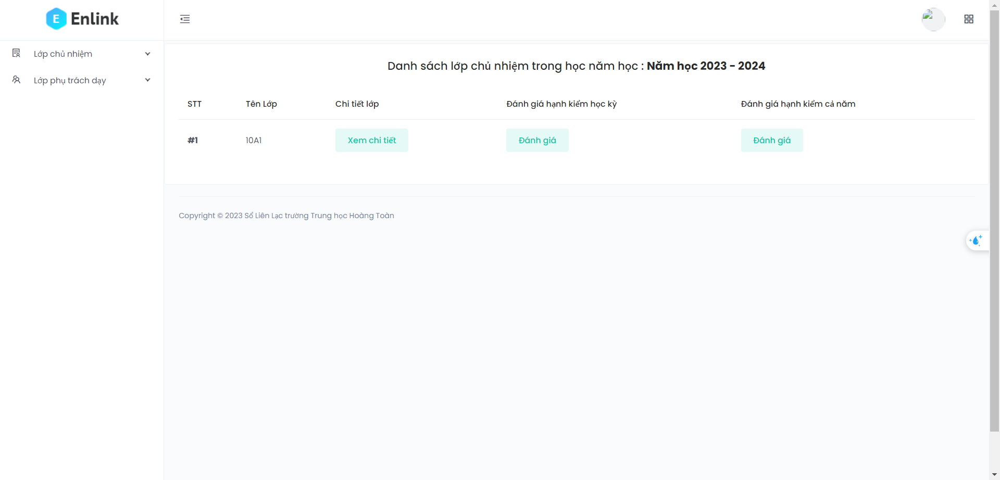 E Enlink
Lớp chủ nhiệm
Lớp phụ trách dạy
Danh sách lớp chủ nhiệm trong học năm học : Năm học 2023 - 2024
STT Tên Lớp Chi tiết lớp Đánh giá hạnh kiểm học kỳ Đánh giá hạnh kiểm cả năm
#1 10A1 Xem chi tiết Đánh giá Đánh giá
Copyright © 2023 Sổ Liên Lạc trường Trung học Hoàng Toàn